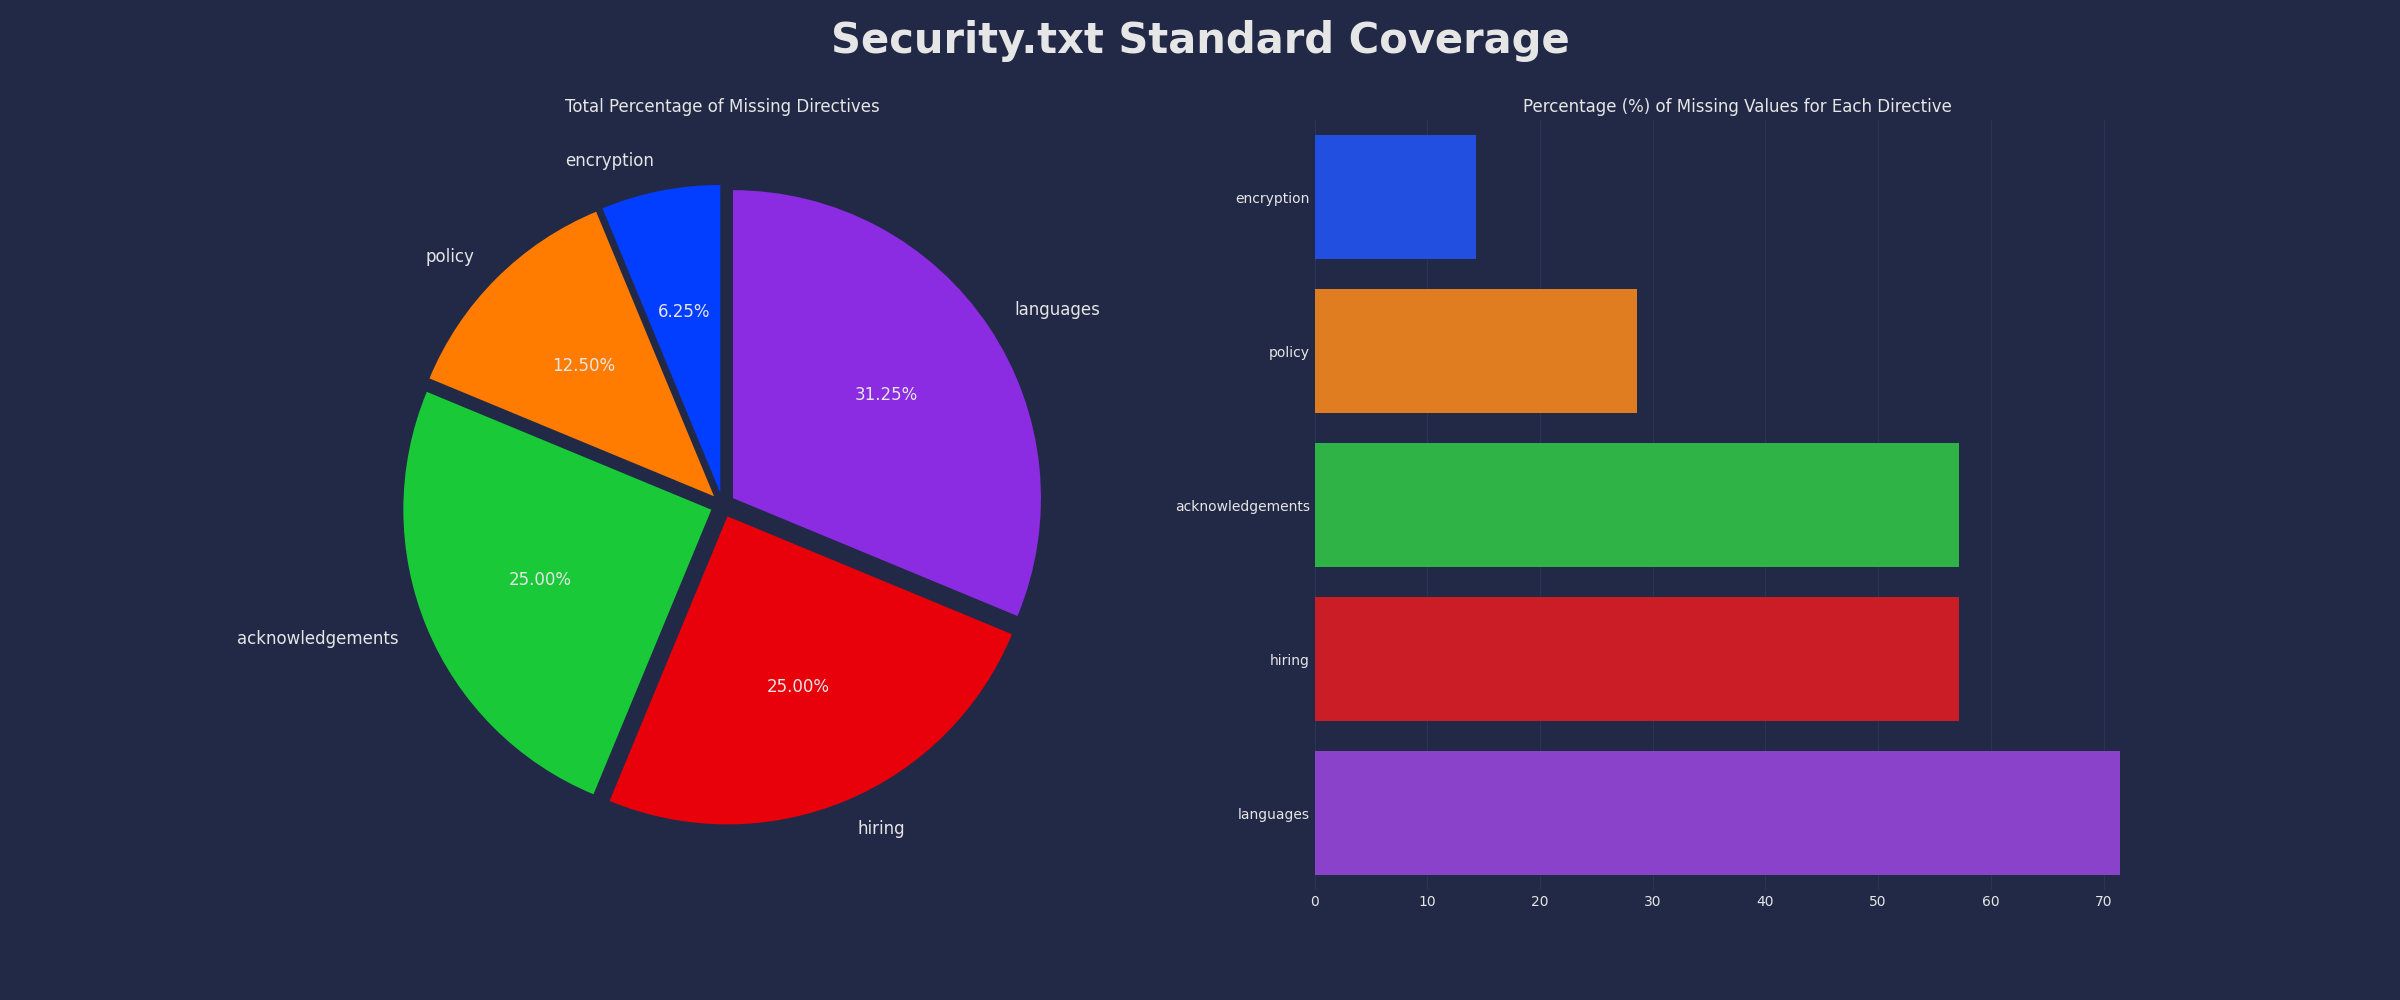 Security.txt Standard Coverage
Total Percentage of Missing Directives
encryption
policy
languages
6.25%
12.50%
31.25%
25.00%
acknowledgements
25.00%
hiring
Percentage (%) of Missing Values for Each Directive
encryption
policy
acknowledgements
hiring
languages
0 10 20 30 40 50 60 70